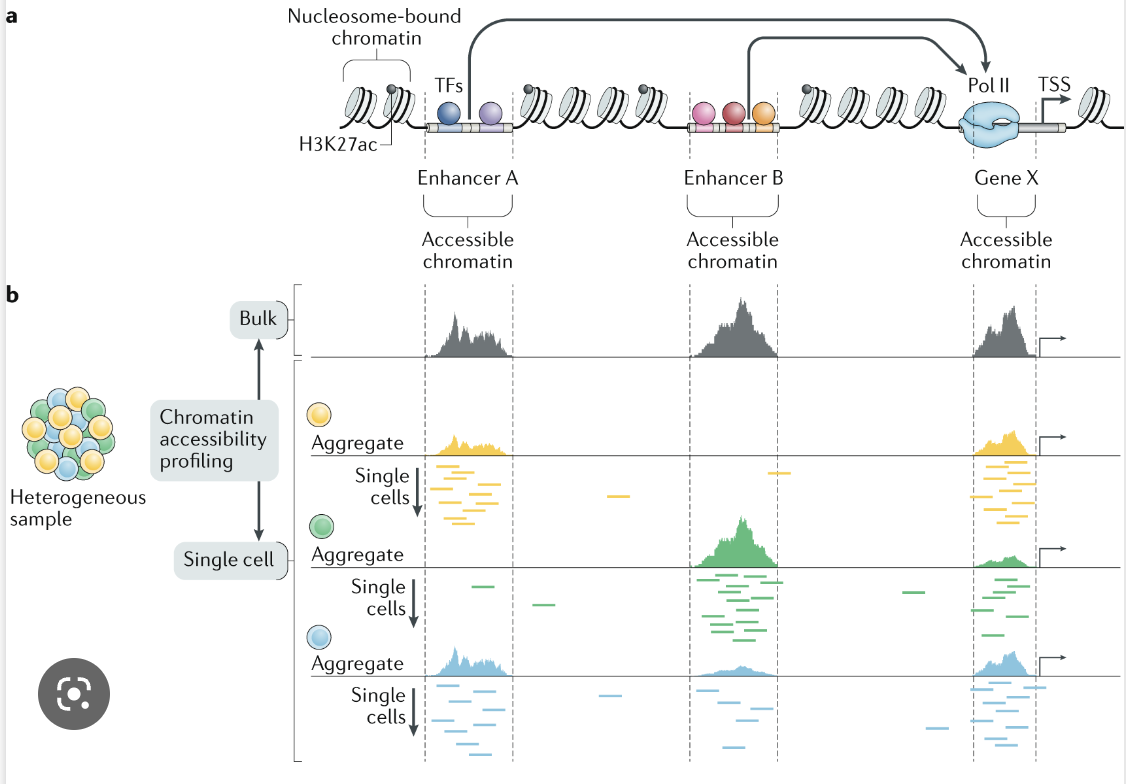 a
Nucleosome-bound
chromatin
TFs
Pol II
TSS
H3K27ac
Enhancer A
Enhancer B
Gene X
Accessible
chromatin
Accessible
chromatin
Accessible
chromatin
b
Bulk
Chromatin
accessibility
profiling
Heterogeneous
sample
Single cell
Aggregate
Single
cells
Aggregate
Single
cells
Aggregate
Single
cells